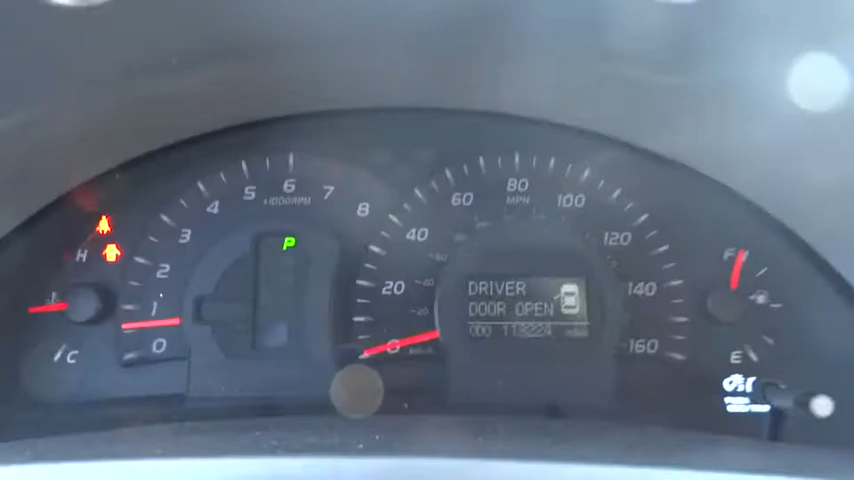 0 1 2 3 4 5 6 7 8
x1000RPM
P
H
C
0 20 40 60 80 100 120 140 160
MPH
DRIVER
DOOR OPEN
ODO 113224
F
E